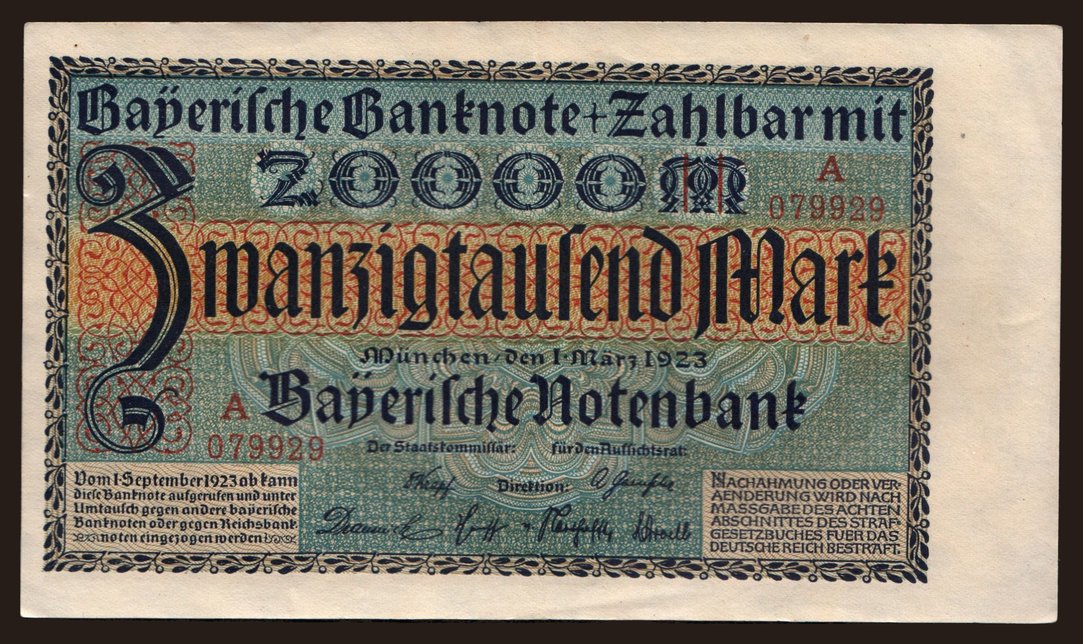 Bayeriſche Banknote + Zahlbar mit
20000 M
A
079929
Zwanzigtauſend Mark
München, den 1. März 1923
Bayeriſche Notenbank
A
079929
Der Staatskommiſſär: für den Aufſichtsrat:
Direktion:
Vom 1. September 1923 ab kann
dieſe Banknote aufgerufen und unter
Umtauſch gegen andere bayeriſche
Banknoten oder gegen Reichsbank-
noten eingezogen werden
NACHAHMUNG ODER VER-
AENDERUNG WIRD NACH
MASSGABE DES ACHTEN
ABSCHNITTES DES STRAF-
GESETZBUCHES FUER DAS
DEUTSCHE REICH BESTRAFT.